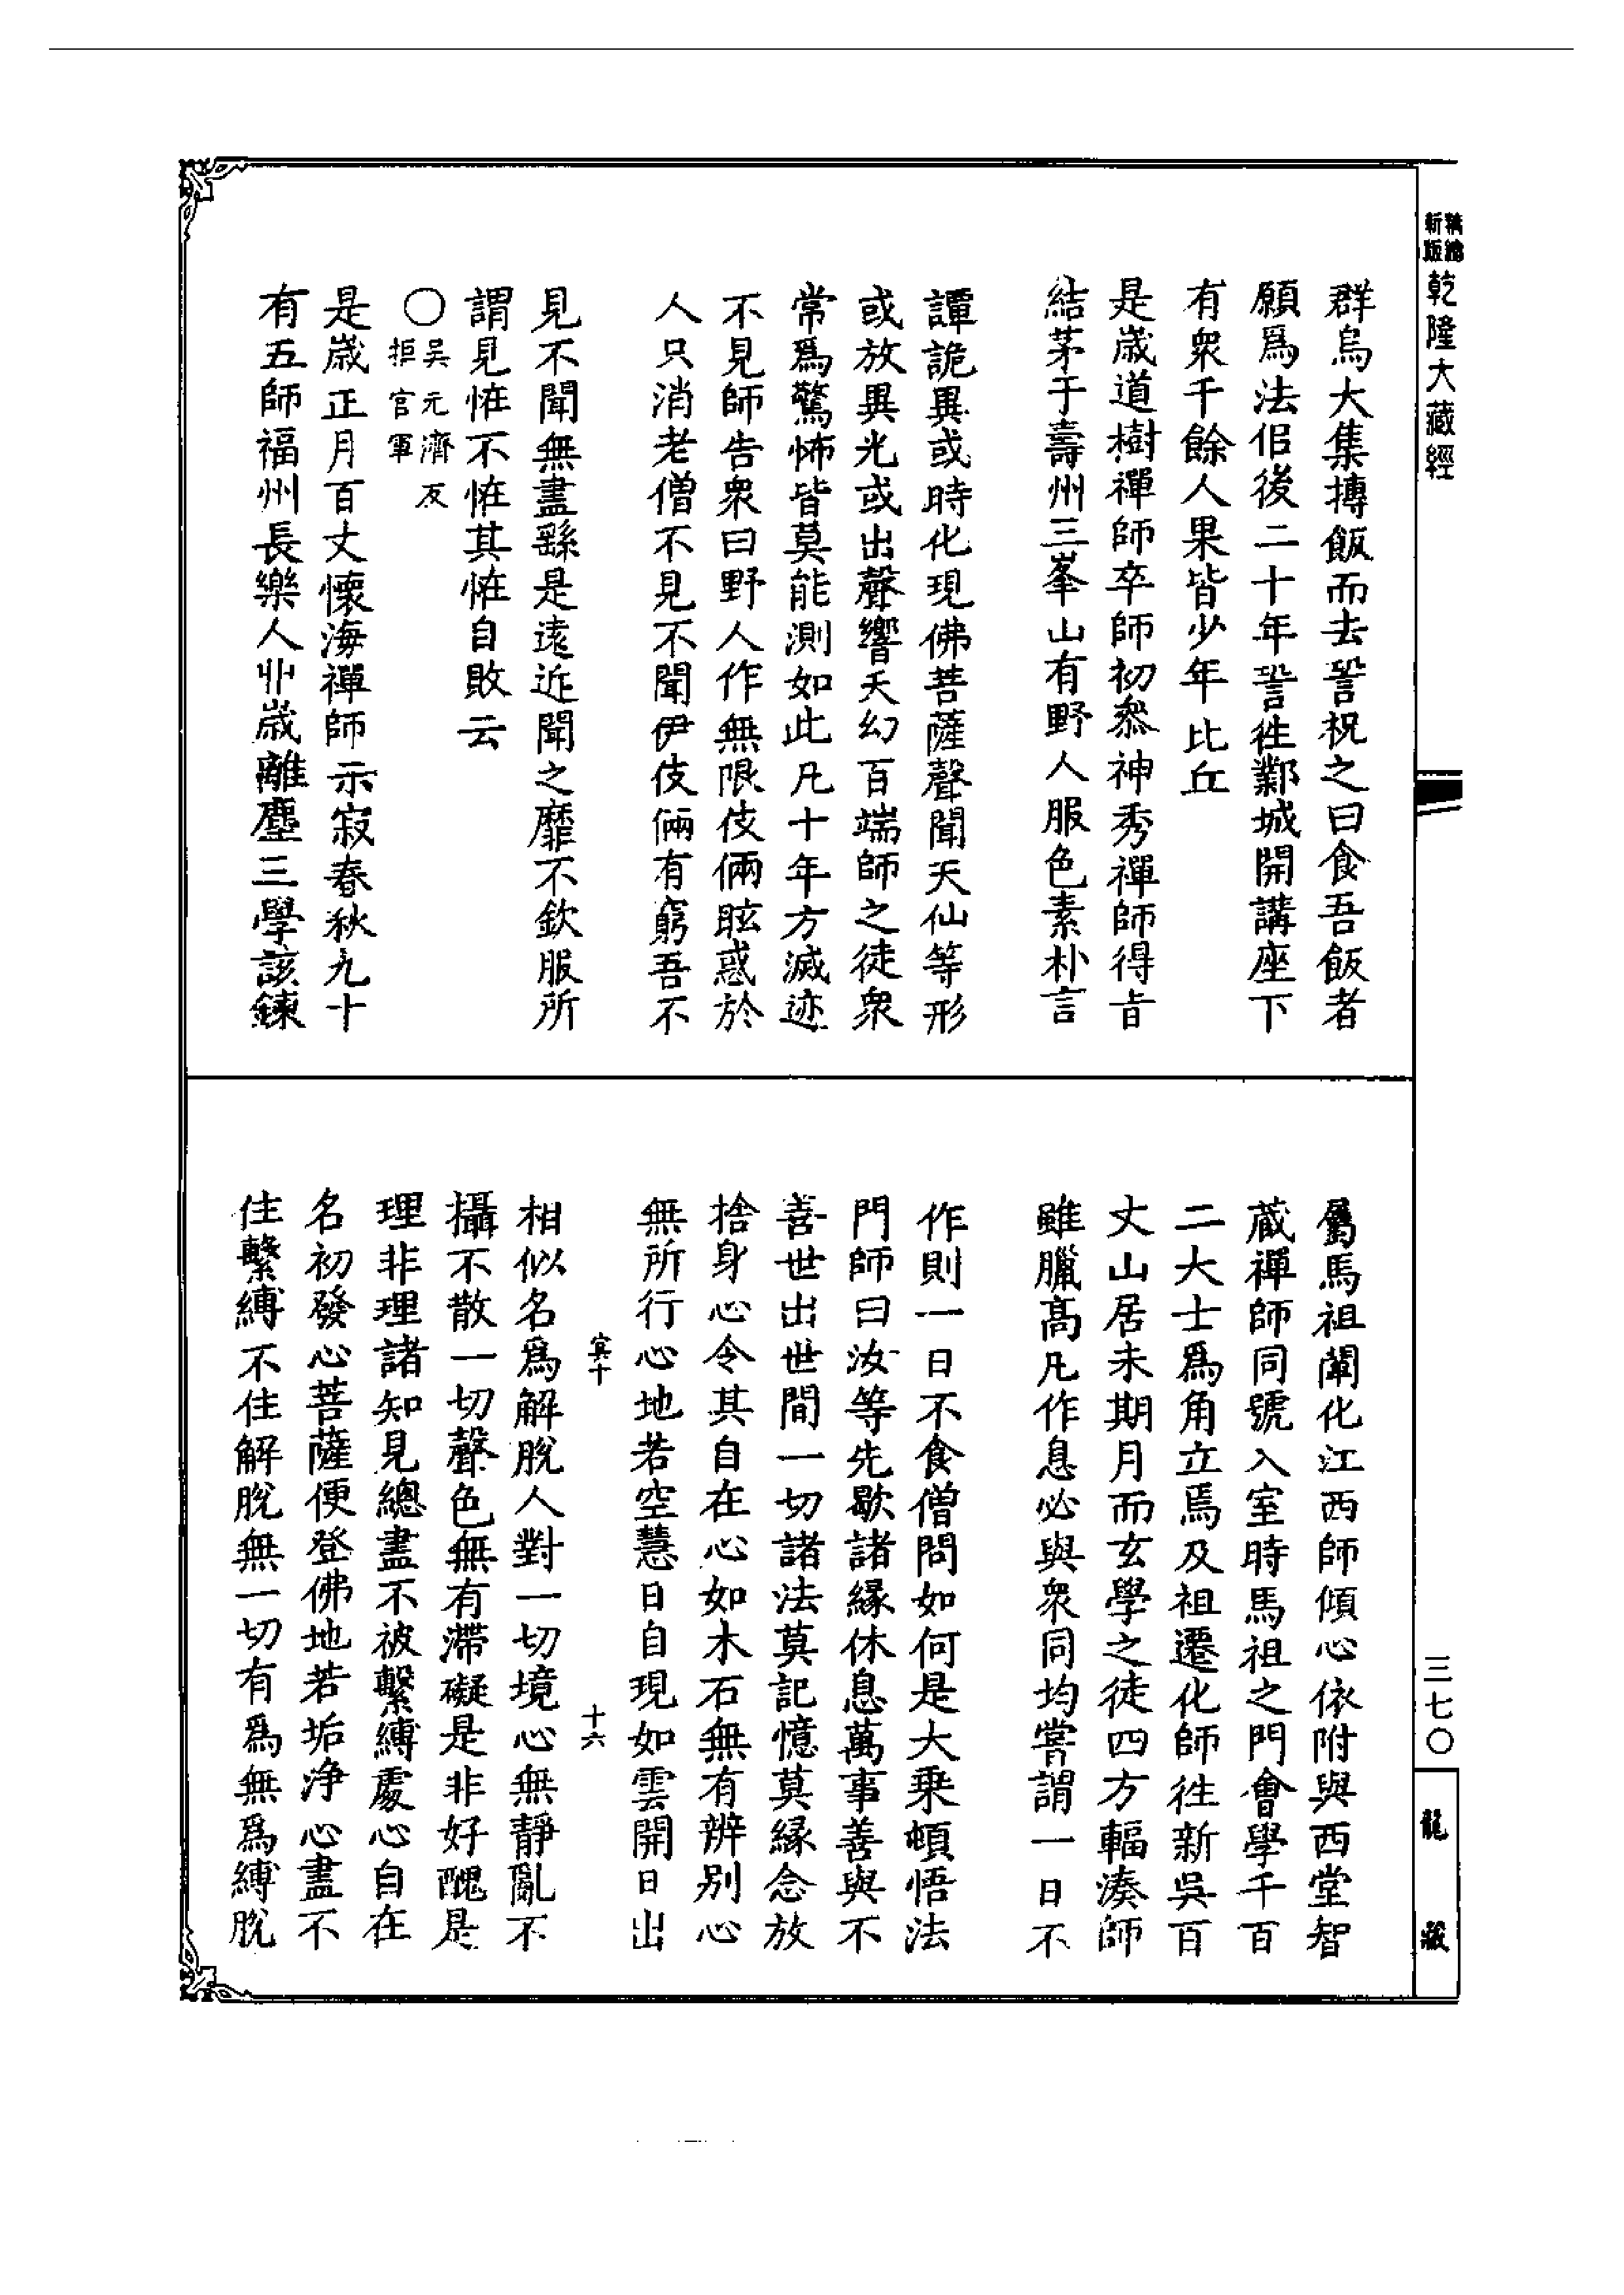 精繪
新版
乾隆大藏經
群烏大集摶飯而去誓祝之曰食吾飯者
願爲法侶後二十年誓徃鄴城開講座下
有衆千餘人果皆少年比丘
是歲道樹禪師卒師初叅神秀禪師得旨
結茅于壽州三峯山有野人服色素朴言
譚詭異或時化現佛菩薩聲聞天仙等形
或放異光或出聲響夭幻百端師之徒衆
常爲驚怖皆莫能測如此凡十年方滅迹
不見師告衆曰野人作無限伎倆眩惑於
人只消老僧不見不聞伊伎倆有窮吾不
見不聞無盡繇是遠近聞之靡不欽服所
謂見恠不恠其恠自敗云
〇吳元濟反
拒官軍
是歲正月百丈懷海禪師示寂春秋九十
有五師福州長樂人丱歲離塵三學該鍊
屬馬祖闡化江西師傾心依附與西堂智
藏禪師同號入室時馬祖之門會學千百
二大士爲角立焉及祖遷化師徃新吳百
丈山居未期月而玄學之徒四方輻湊師
雖臘高凡作息必與衆同均嘗謂一日不
作則一日不食僧問如何是大乗頓悟法
門師曰汝等先歇諸緣休息萬事善與不
善世出世間一切諸法莫記憶莫緣念放
捨身心令其自在心如木石無有辨别心
無所行心地若空慧日自現如雲開日出
賔十
十六
相似名爲解脫人對一切境心無靜亂不
攝不散一切聲色無有滯礙是非好醜是
理非理諸知見總盡不被繫縛處心自在
名初發心菩薩便登佛地若垢淨心盡不
住繫縛不住解脫無一切有爲無爲縛脫
三七〇
龍藏